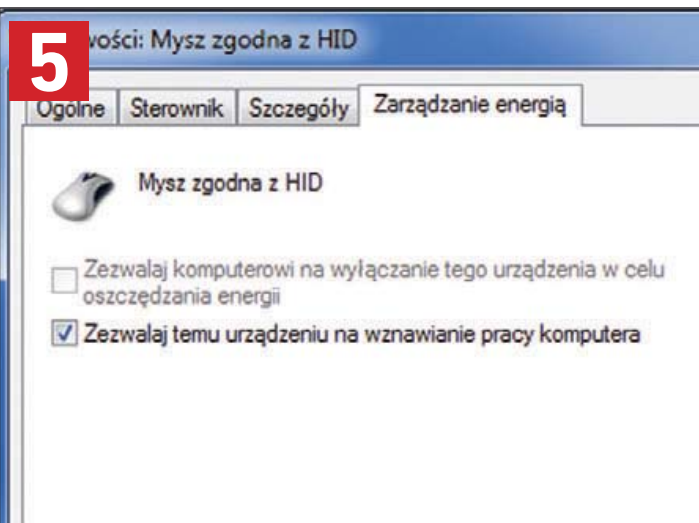 5
wości: Mysz zgodna z HID
Ogólne Sterownik Szczegóły Zarządzanie energią
Mysz zgodna z HID
Zezwalaj komputerowi na wyłączanie tego urządzenia w celu
oszczędzania energii
Zezwalaj temu urządzeniu na wznawianie pracy komputera